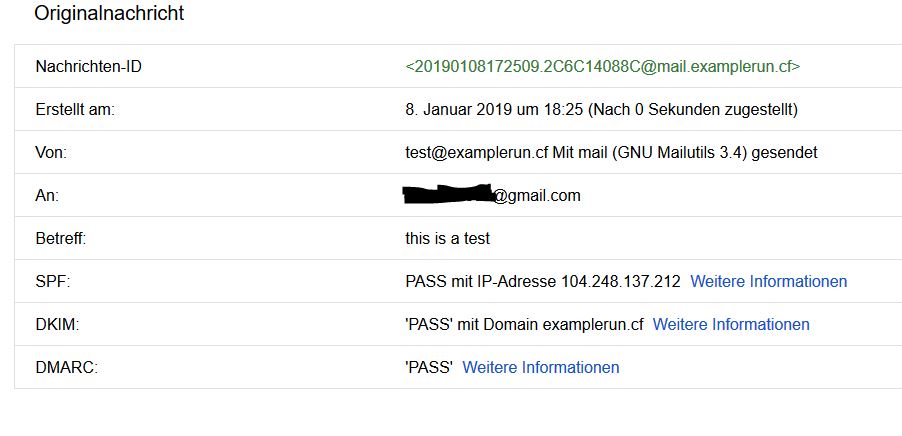 Originalnachricht
Nachrichten-ID <20190108172509.2C6C14088C@mail.examplerun.cf>
Erstellt am: 8. Januar 2019 um 18:25 (Nach 0 Sekunden zugestellt)
Von: test@examplerun.cf Mit mail (GNU Mailutils 3.4) gesendet
An: @gmail.com
Betreff: this is a test
SPF: PASS mit IP-Adresse 104.248.137.212 Weitere Informationen
DKIM: 'PASS' mit Domain examplerun.cf Weitere Informationen
DMARC: 'PASS' Weitere Informationen